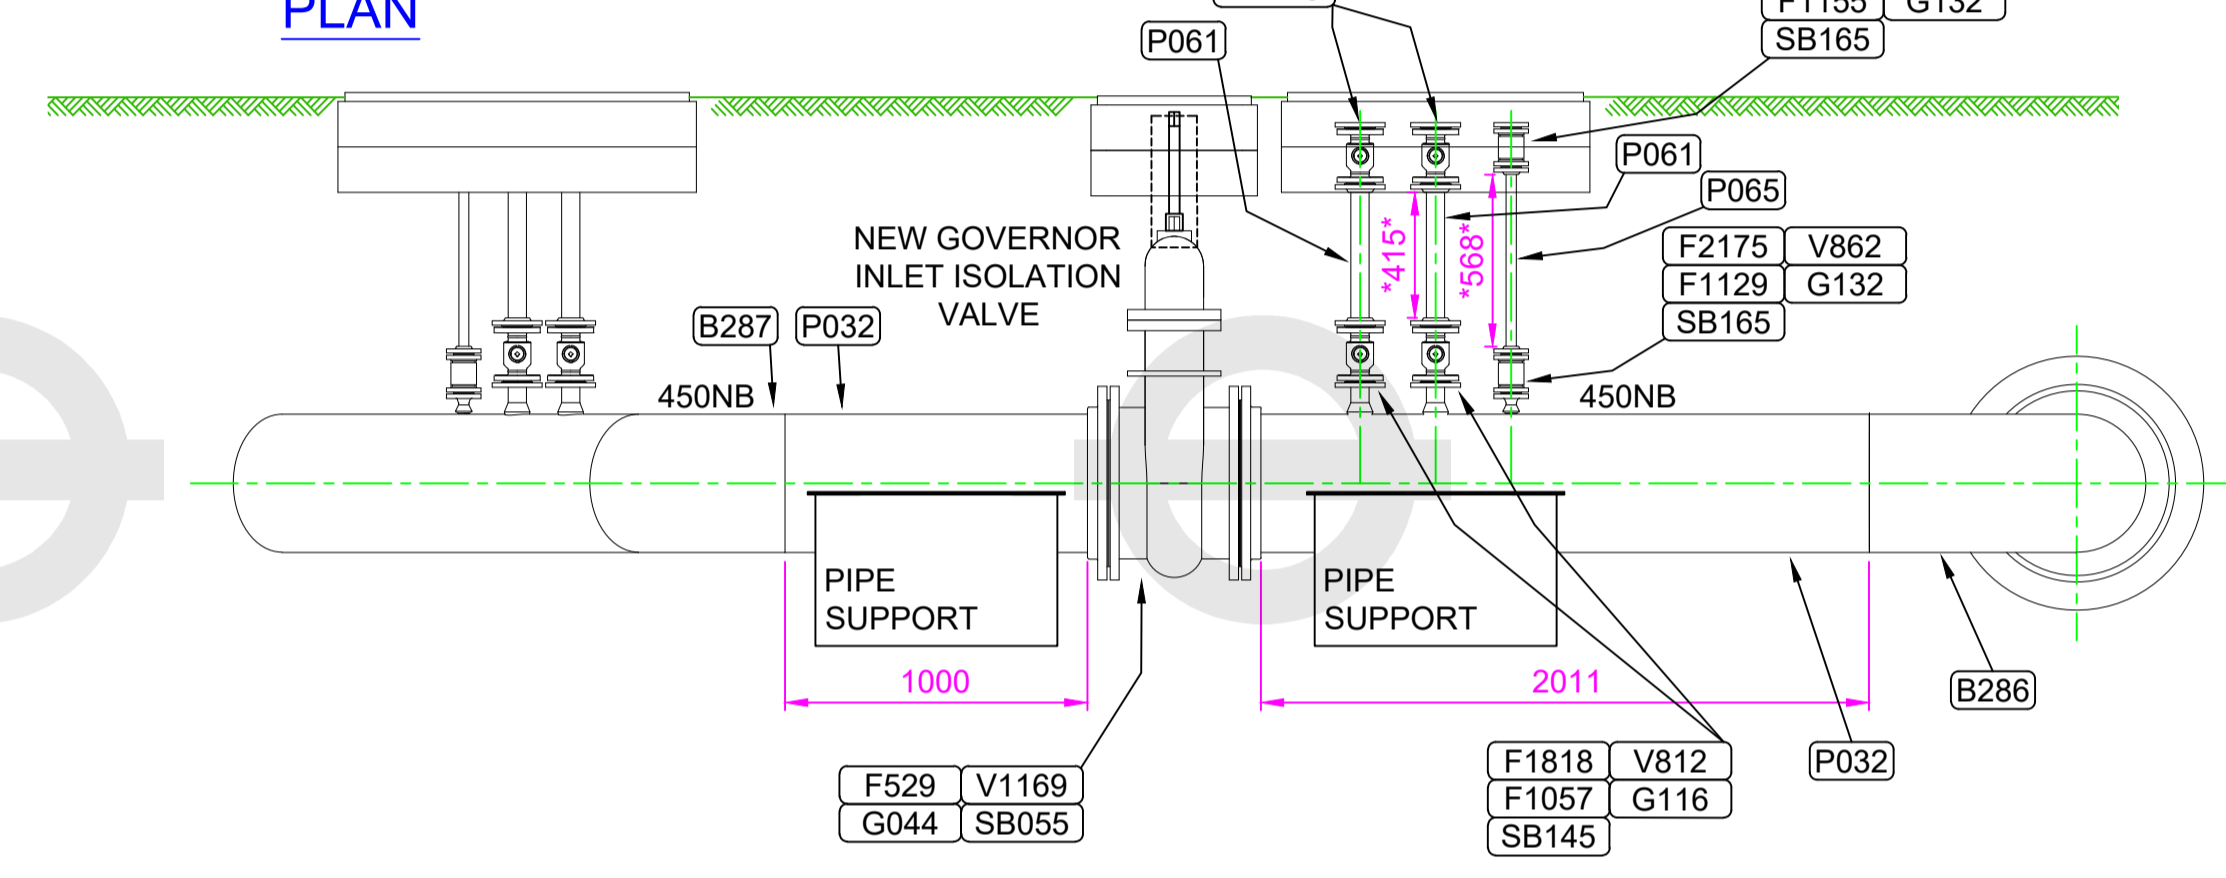 PLAN
F1155 G132
SB165
P061
P061
P065
NEW GOVERNOR
INLET ISOLATION
VALVE
*415*
*568*
F2175 V862
F1129 G132
SB165
B287 P032
450NB
450NB
PIPE
SUPPORT
PIPE
SUPPORT
1000
2011
B286
F529 V1169
G044 SB055
F1818 V812
F1057 G116
SB145
P032